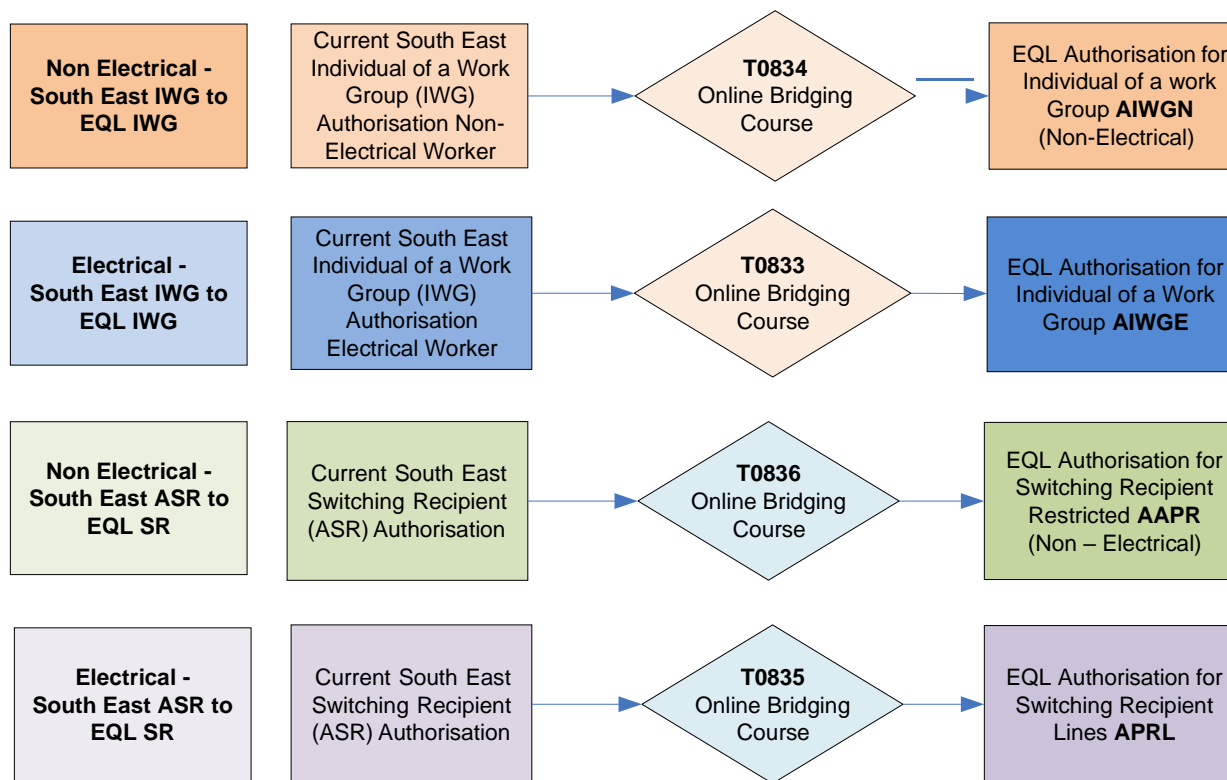 Non Electrical -
South East IWG to
EQL IWG
Current South East
Individual of a Work
Group (IWG)
Authorisation Non-
Electrical Worker
T0834
Online Bridging
Course
EQL Authorisation for
Individual of a work
Group AIWGN
(Non-Electrical)
Electrical -
South East IWG to
EQL IWG
Current South East
Individual of a Work
Group (IWG)
Authorisation
Electrical Worker
T0833
Online Bridging
Course
EQL Authorisation for
Individual of a Work
Group AIWGE
Non Electrical -
South East ASR to
EQL SR
Current South East
Switching Recipient
(ASR) Authorisation
T0836
Online Bridging
Course
EQL Authorisation for
Switching Recipient
Restricted AAPR
(Non – Electrical)
Electrical -
South East ASR to
EQL SR
Current South East
Switching Recipient
(ASR) Authorisation
T0835
Online Bridging
Course
EQL Authorisation for
Switching Recipient
Lines APRL